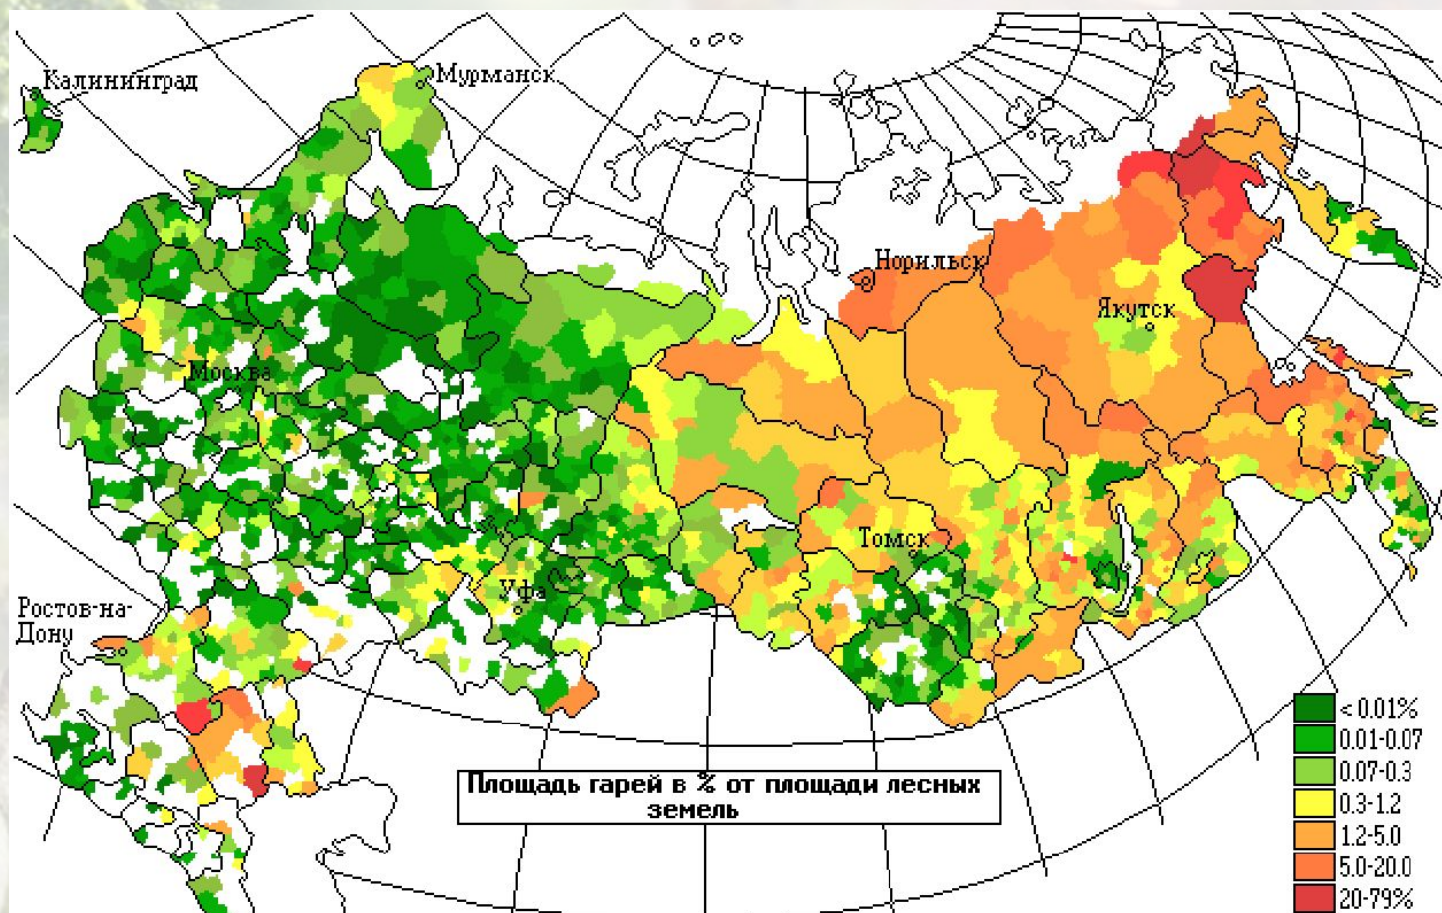 Калининград
Мурманск
Норильск
Якутск
Москва
Томск
Уфа
Ростов-на-
Дону
Площадь гарей в % от площади лесных
земель
< 0.01%
0.01-0.07
0.07-0.3
0.3-1.2
1.2-5.0
5.0-20.0
20-79%